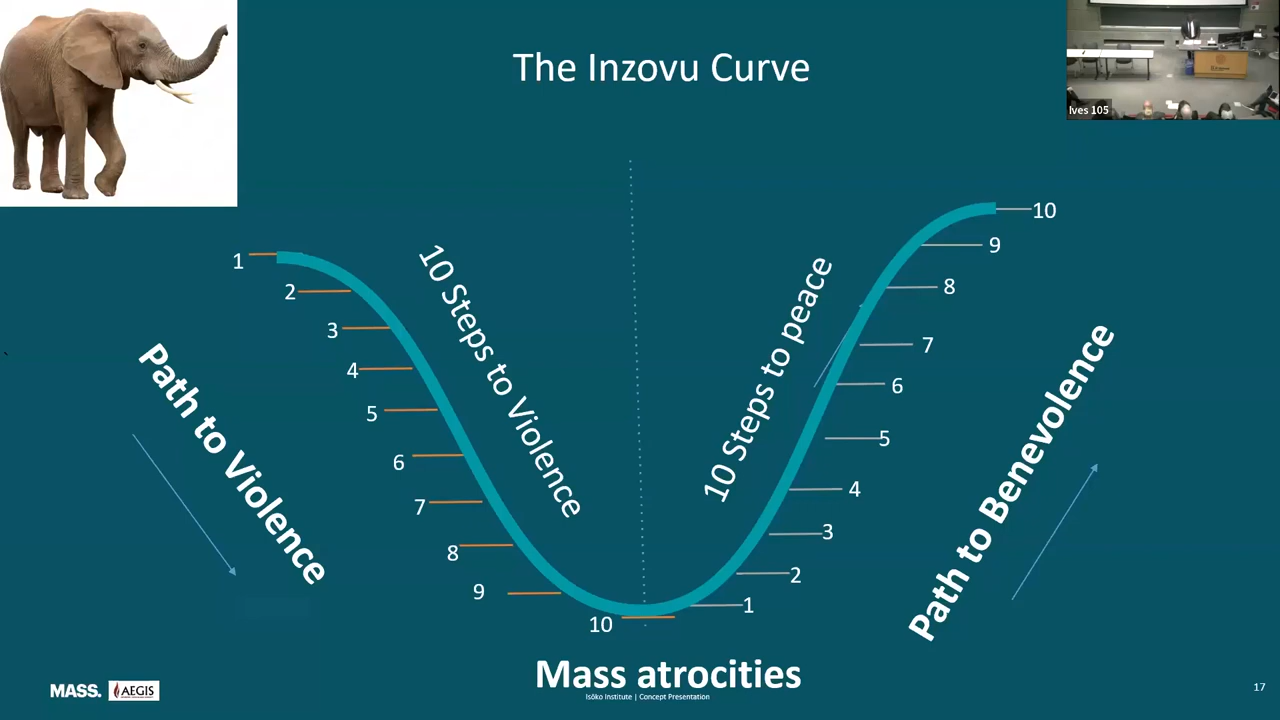 The Inzovu Curve
Ives 105
1
2
3
4
5
6
7
8
9
10
10 Steps to Violence
Path to Violence
10
9
8
7
6
5
4
3
2
1
10 Steps to peace
Path to Benevolence
Mass atrocities
Isôko Institute | Concept Presentation
MASS.
AEGIS
17